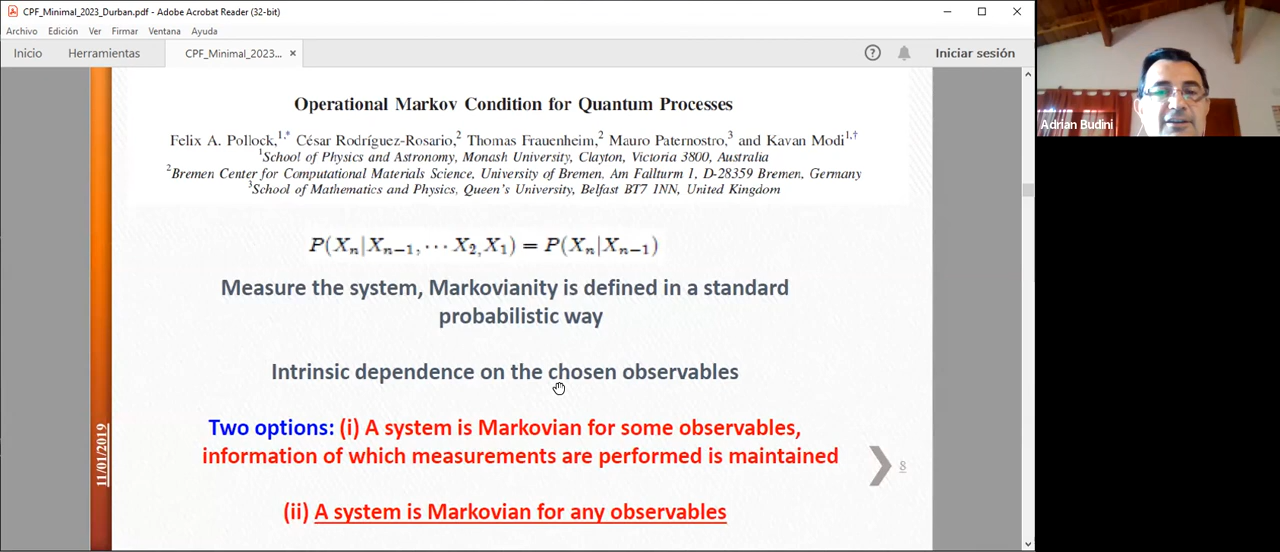 CPF_Minimal_2023_Durban.pdf - Adobe Acrobat Reader (32-bit)
Archivo Edición Ver Firmar Ventana Ayuda
Inicio Herramientas CPF_Minimal_2023... × Iniciar sesión
Operational Markov Condition for Quantum Processes
Felix A. Pollock,1,* César Rodríguez-Rosario,2 Thomas Frauenheim,2 Mauro Paternostro,3 and Kavan Modi1,†
1School of Physics and Astronomy, Monash University, Clayton, Victoria 3800, Australia
2Bremen Center for Computational Materials Science, University of Bremen, Am Fallturm 1, D-28359 Bremen, Germany
3School of Mathematics and Physics, Queen's University, Belfast BT7 1NN, United Kingdom
P(Xn|Xn−1, ··· X2, X1) = P(Xn|Xn−1)
Measure the system, Markovianity is defined in a standard
probabilistic way
Intrinsic dependence on the chosen observables
Two options: (i) A system is Markovian for some observables,
information of which measurements are performed is maintained
(ii) A system is Markovian for any observables
11/01/2019
8
Adrian Budini